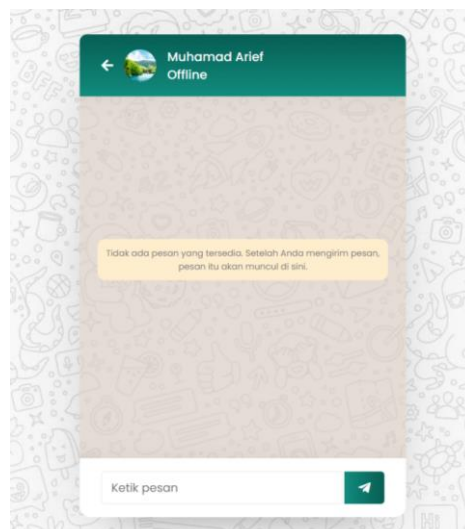 Muhamad Arief
Offline
Tidak ada pesan yang tersedia. Setelah Anda mengirim pesan,
pesan itu akan muncul di sini.
Ketik pesan